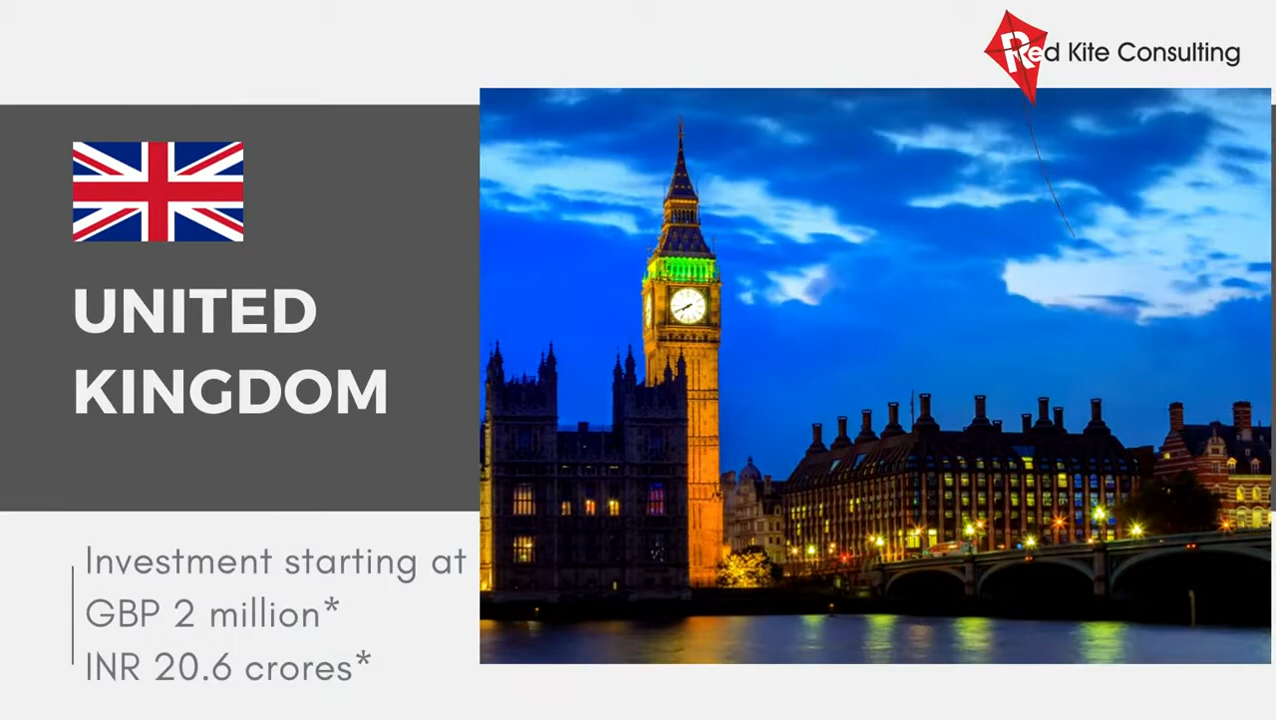 Red Kite Consulting
UNITED
KINGDOM
Investment starting at
GBP 2 million*
INR 20.6 crores*